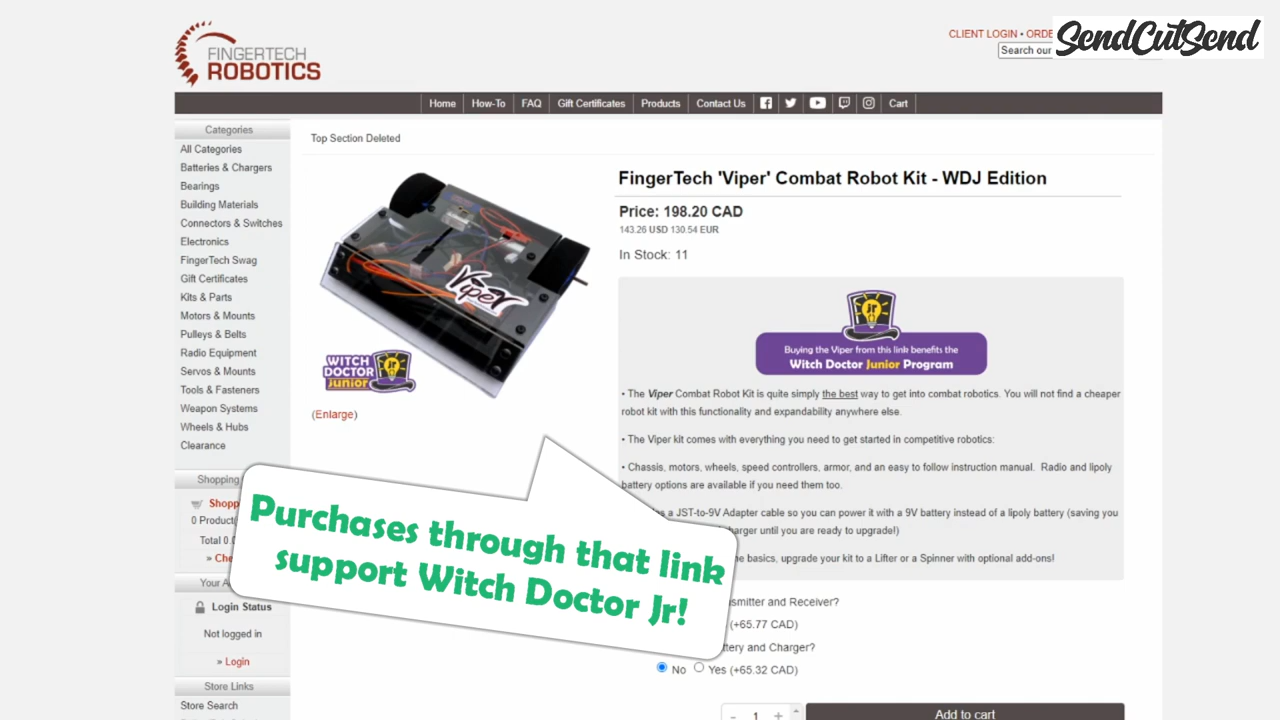 FINGERTECH
ROBOTICS
CLIENT LOGIN • ORDE
SendCutSend
Search our
Home How-To FAQ Gift Certificates Products Contact Us Cart
Categories
All Categories
Batteries & Chargers
Bearings
Building Materials
Connectors & Switches
Electronics
FingerTech Swag
Gift Certificates
Kits & Parts
Motors & Mounts
Pulleys & Belts
Radio Equipment
Servos & Mounts
Tools & Fasteners
Weapon Systems
Wheels & Hubs
Clearance
Shopping
Shopp
0 Product(
Total 0.0
» Che
Your A
Login Status
Not logged in
» Login
Store Links
Store Search
Top Section Deleted
Viper
WITCH
DOCTOR
Junior
JR
(Enlarge)
FingerTech 'Viper' Combat Robot Kit - WDJ Edition
Price: 198.20 CAD
143.26 USD 130.54 EUR
In Stock: 11
JR
Buying the Viper from this link benefits the
Witch Doctor Junior Program
• The Viper Combat Robot Kit is quite simply the best way to get into combat robotics. You will not find a cheaper
robot kit with this functionality and expandability anywhere else.
• The Viper kit comes with everything you need to get started in competitive robotics:
• Chassis, motors, wheels, speed controllers, armor, and an easy to follow instruction manual. Radio and lipoly
battery options are available if you need them too.
a JST-to-9V Adapter cable so you can power it with a 9V battery instead of a lipoly battery (saving you
harger until you are ready to upgrade!)
he basics, upgrade your kit to a Lifter or a Spinner with optional add-ons!
Purchases through that link
support Witch Doctor Jr!
smitter and Receiver?
(+65.77 CAD)
ttery and Charger?
No Yes (+65.32 CAD)
- 1 +
Add to cart